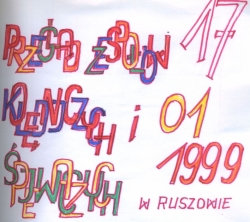 PRZEGLĄD ZESPOŁÓW 17
KOLĘDNICZYCH i 01
ŚPIEWACZYCH 1999
W RUSZOWIE